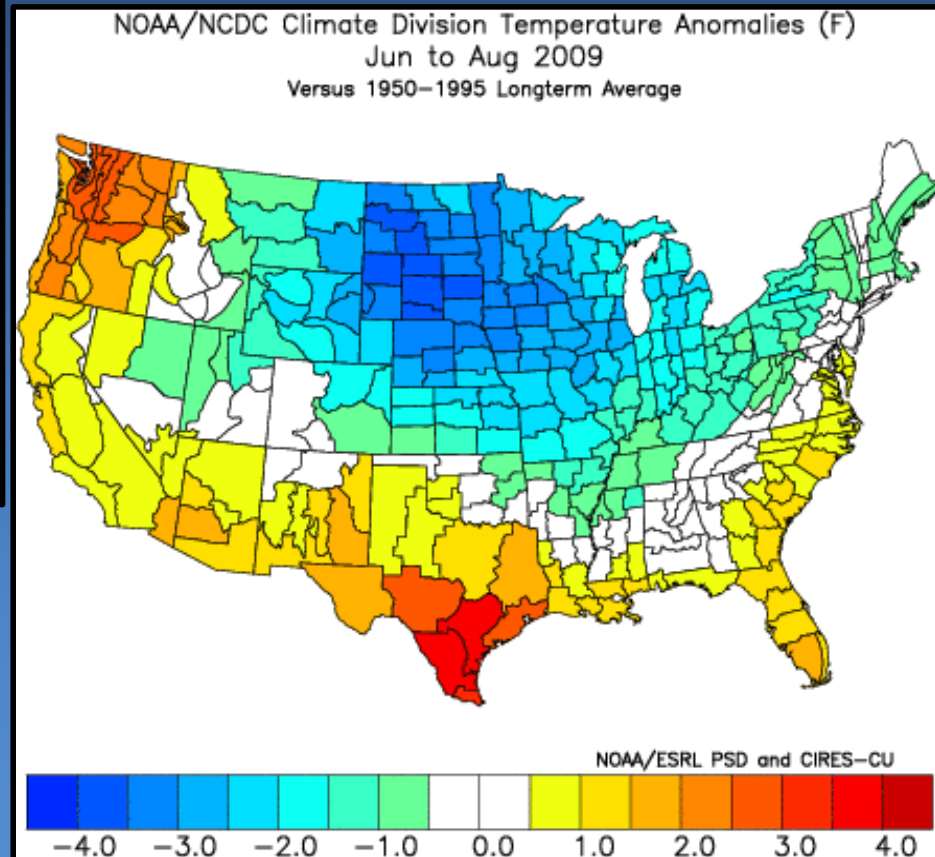 NOAA/NCDC Climate Division Temperature Anomalies (F)
Jun to Aug 2009
Versus 1950−1995 Longterm Average
NOAA/ESRL PSD and CIRES−CU
−4.0 −3.0 −2.0 −1.0 0.0 1.0 2.0 3.0 4.0